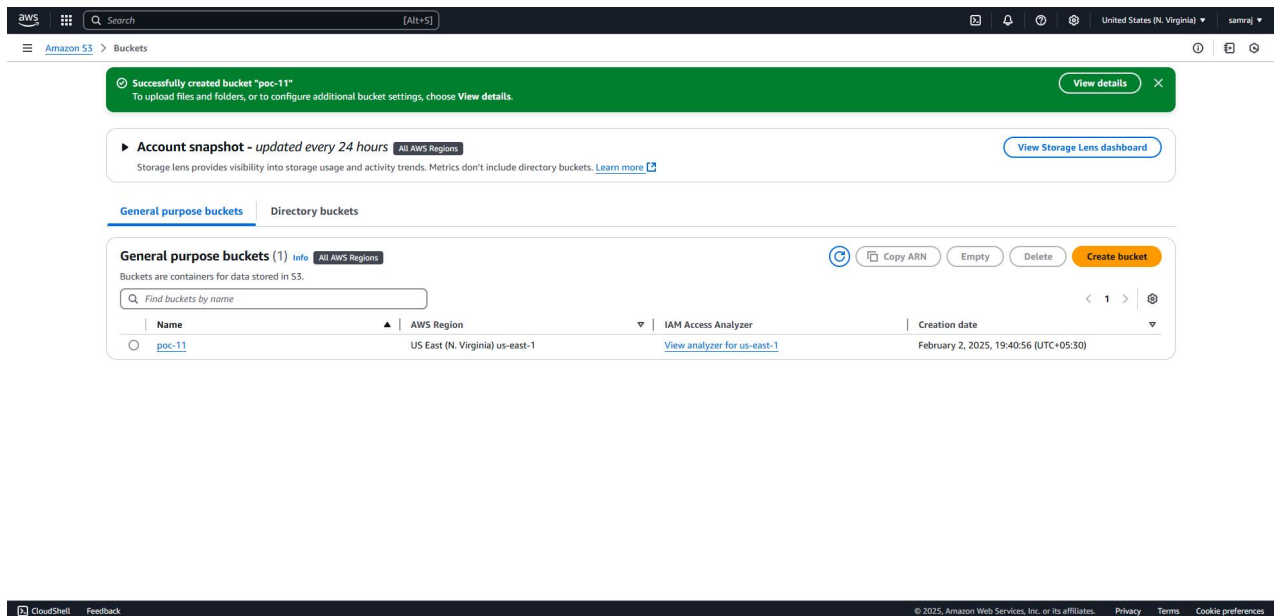 aws
Search [Alt+S] United States (N. Virginia) samraj
Amazon S3 > Buckets
Successfully created bucket "poc-11"
To upload files and folders, or to configure additional bucket settings, choose View details.
View details
Account snapshot - updated every 24 hours All AWS Regions
Storage lens provides visibility into storage usage and activity trends. Metrics don't include directory buckets. Learn more
View Storage Lens dashboard
General purpose buckets Directory buckets
General purpose buckets (1) Info All AWS Regions
Buckets are containers for data stored in S3.
Copy ARN Empty Delete Create bucket
Find buckets by name
< 1 >
Name AWS Region IAM Access Analyzer Creation date
poc-11 US East (N. Virginia) us-east-1 View analyzer for us-east-1 February 2, 2025, 19:40:56 (UTC+05:30)
CloudShell Feedback © 2025, Amazon Web Services, Inc. or its affiliates. Privacy Terms Cookie preferences